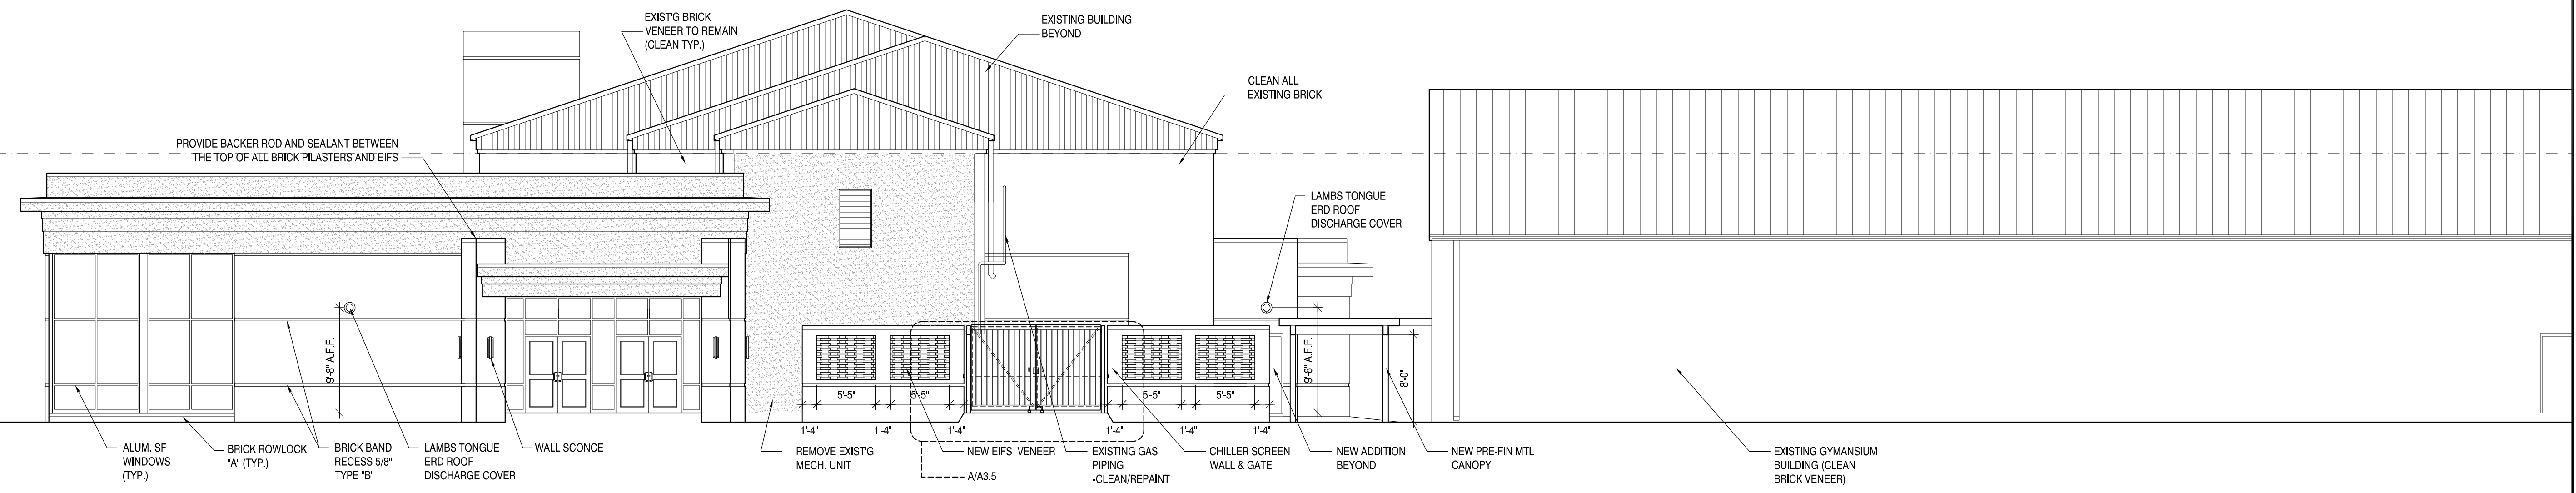 EXIST'G BRICK
VENEER TO REMAIN
(CLEAN TYP.)
EXISTING BUILDING
BEYOND
CLEAN ALL
EXISTING BRICK
PROVIDE BACKER ROD AND SEALANT BETWEEN
THE TOP OF ALL BRICK PILASTERS AND EIFS
LAMBS TONGUE
ERD ROOF
DISCHARGE COVER
9'-8" A.F.F.
9'-8" A.F.F.
8'-0"
5'-5"
5'-5"
5'-5"
5'-5"
1'-4"
1'-4"
1'-4"
1'-4"
1'-4"
1'-4"
ALUM. SF
WINDOWS
(TYP.)
BRICK ROWLOCK
"A" (TYP.)
BRICK BAND
RECESS 5/8"
TYPE "B"
LAMBS TONGUE
ERD ROOF
DISCHARGE COVER
WALL SCONCE
REMOVE EXIST'G
MECH. UNIT
NEW EIFS VENEER
A/A3.5
EXISTING GAS
PIPING
-CLEAN/REPAINT
CHILLER SCREEN
WALL & GATE
NEW ADDITION
BEYOND
NEW PRE-FIN MTL
CANOPY
EXISTING GYMANSIUM
BUILDING (CLEAN
BRICK VENEER)